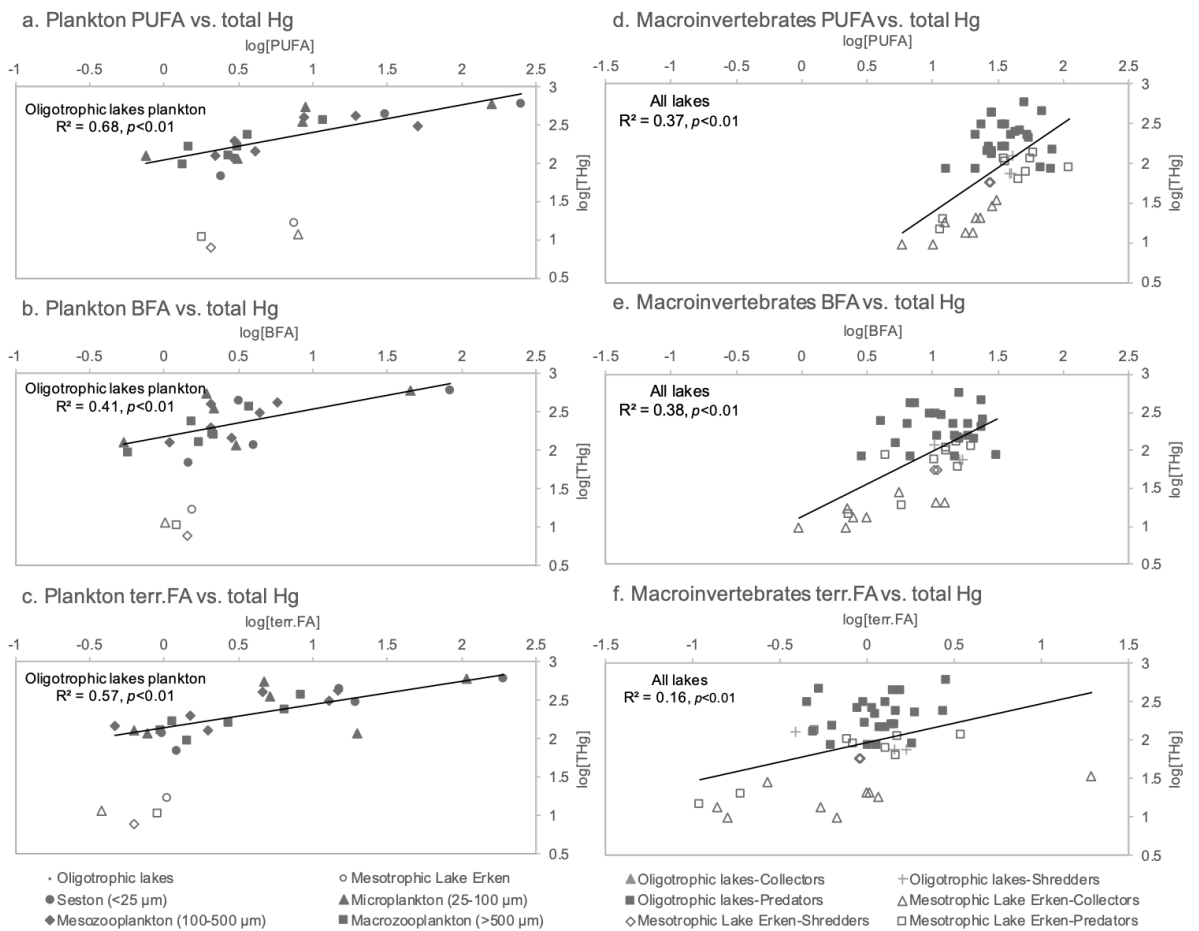 a. Plankton PUFA vs. total Hg
log[PUFA]
-1 -0.5 0 0.5 1 1.5 2 2.5
Oligotrophic lakes plankton
R² = 0.68, p<0.01
3
2.5
2
1.5
1
0.5
log[THg]
b. Plankton BFA vs. total Hg
log[BFA]
-1 -0.5 0 0.5 1 1.5 2 2.5
Oligotrophic lakes plankton
R² = 0.41, p<0.01
3
2.5
2
1.5
1
0.5
log[THg]
c. Plankton terr.FA vs. total Hg
log[terr.FA]
-1 -0.5 0 0.5 1 1.5 2 2.5
Oligotrophic lakes plankton
R² = 0.57, p<0.01
3
2.5
2
1.5
1
0.5
log[THg]
Oligotrophic lakes
Mesotrophic Lake Erken
Seston (<25 µm)
Microplankton (25-100 µm)
Mesozooplankton (100-500 µm)
Macrozooplankton (>500 µm)
d. Macroinvertebrates PUFA vs. total Hg
log[PUFA]
-1.5 -1 -0.5 0 0.5 1 1.5 2 2.5
All lakes
R² = 0.37, p<0.01
3
2.5
2
1.5
1
0.5
log[THg]
e. Macroinvertebrates BFA vs. total Hg
log[BFA]
-1.5 -1 -0.5 0 0.5 1 1.5 2 2.5
All lakes
R² = 0.38, p<0.01
3
2.5
2
1.5
1
0.5
log[THg]
f. Macroinvertebrates terr.FA vs. total Hg
log[terr.FA]
-1.5 -1 -0.5 0 0.5 1 1.5
All lakes
R² = 0.16, p<0.01
3
2.5
2
1.5
1
0.5
log[THg]
Oligotrophic lakes-Collectors
Oligotrophic lakes-Shredders
Oligotrophic lakes-Predators
Mesotrophic Lake Erken-Collectors
Mesotrophic Lake Erken-Shredders
Mesotrophic Lake Erken-Predators